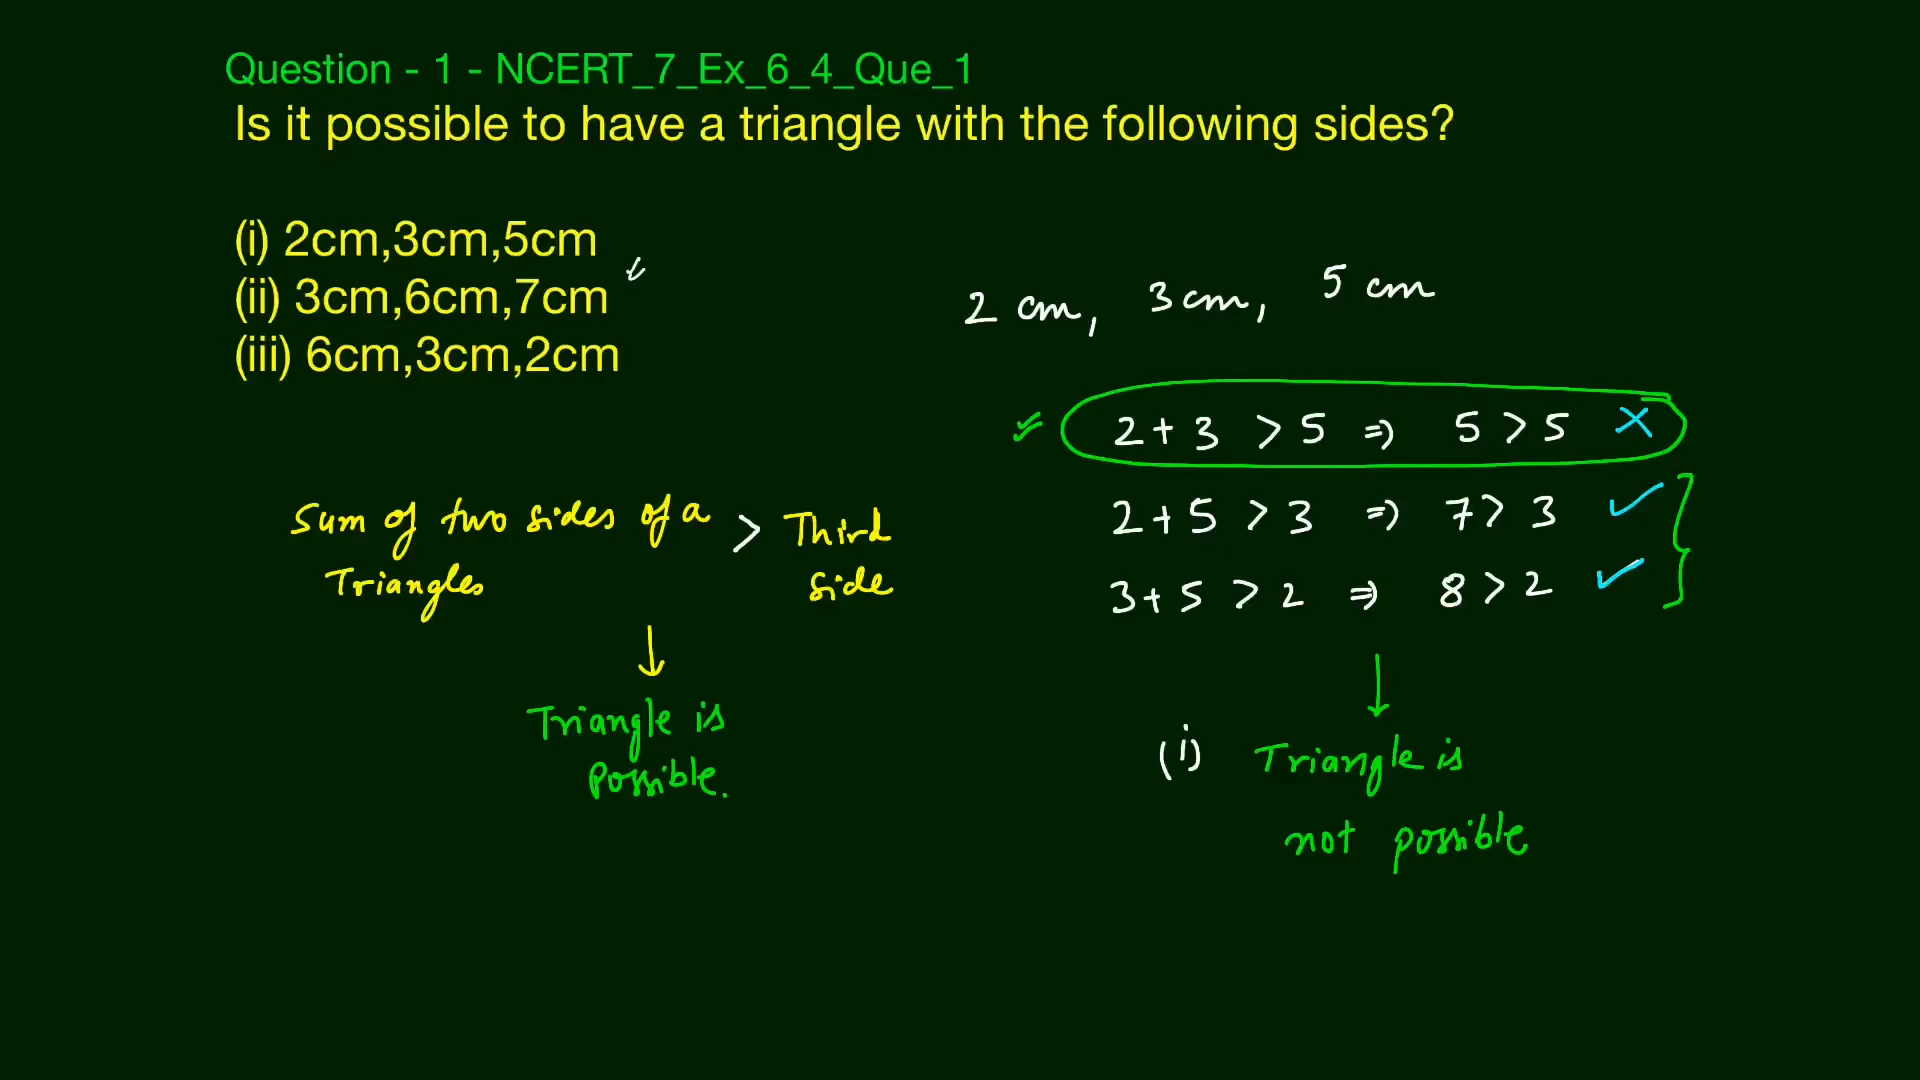 Question - 1 - NCERT_7_Ex_6_4_Que_1
Is it possible to have a triangle with the following sides?
(i) 2cm,3cm,5cm
(ii) 3cm,6cm,7cm
(iii) 6cm,3cm,2cm
2 cm, 3 cm, 5 cm
2 + 3 > 5 ⇒ 5 > 5 ✗
2 + 5 > 3 ⇒ 7 > 3 ✓
3 + 5 > 2 ⇒ 8 > 2 ✓
Sum of two sides of a > Third
Triangles side
↓
Triangle is
Possible.
↓
(i) Triangle is
not possible